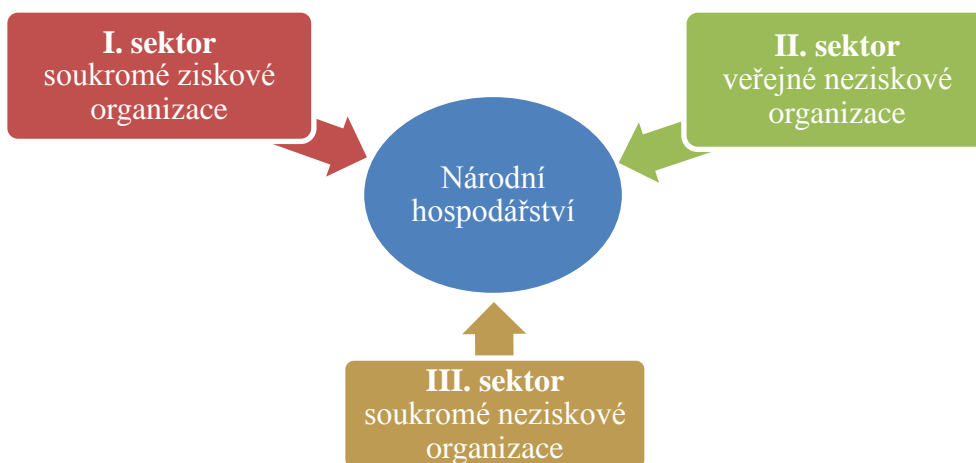 I. sektor
soukromé ziskové
organizace
II. sektor
veřejné neziskové
organizace
Národní
hospodářství
III. sektor
soukromé neziskové
organizace